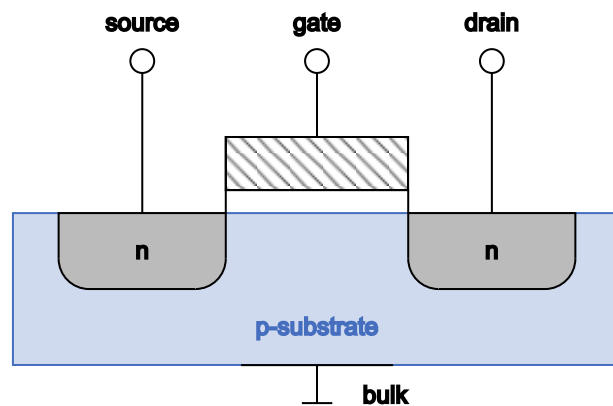 source gate drain
n n
p-substrate
bulk